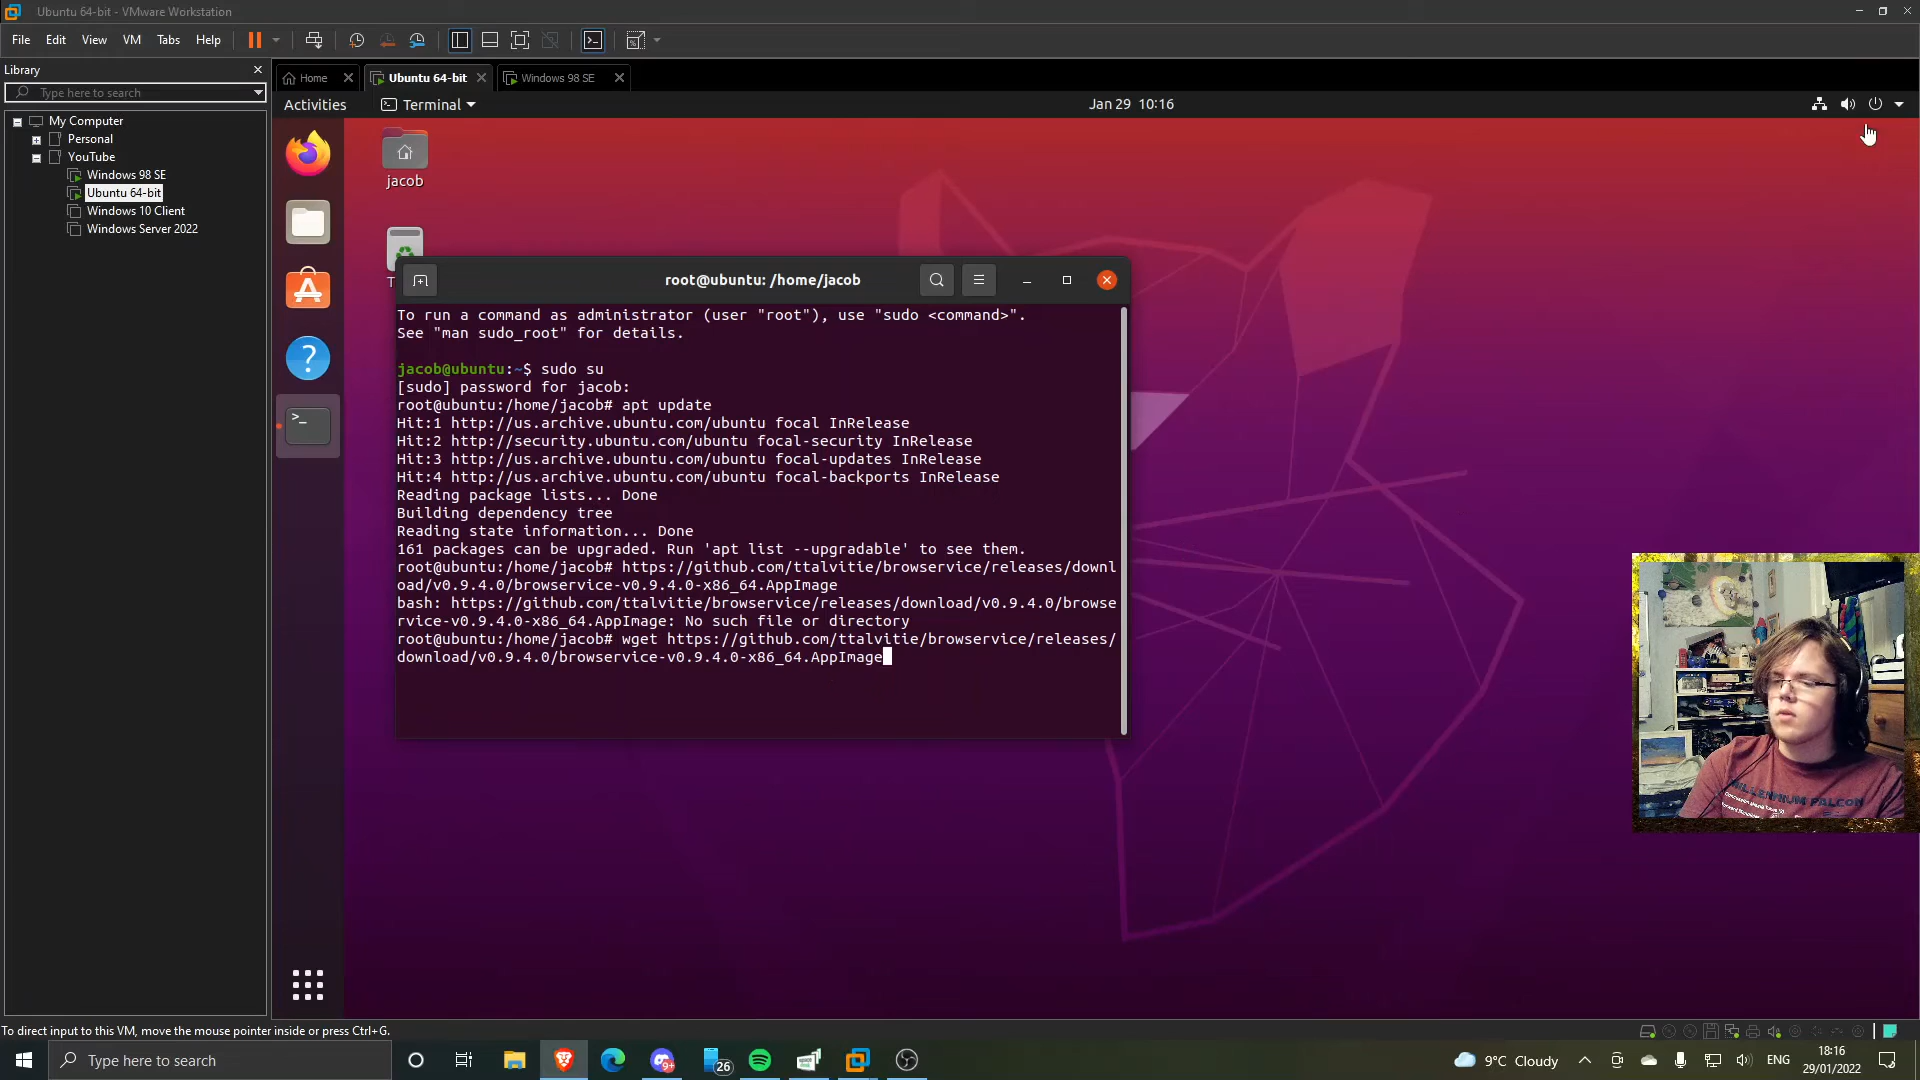 Ubuntu 64-bit - VMware Workstation
File Edit View VM Tabs Help
Library
Type here to search
My Computer
Personal
YouTube
Windows 98 SE
Ubuntu 64-bit
Windows 10 Client
Windows Server 2022
Home
Ubuntu 64-bit
Windows 98 SE
Activities
Terminal
Jan 29 10:16
jacob
root@ubuntu: /home/jacob
To run a command as administrator (user "root"), use "sudo <command>".
See "man sudo_root" for details.
jacob@ubuntu:~$ sudo su
[sudo] password for jacob:
root@ubuntu:/home/jacob# apt update
Hit:1 http://us.archive.ubuntu.com/ubuntu focal InRelease
Hit:2 http://security.ubuntu.com/ubuntu focal-security InRelease
Hit:3 http://us.archive.ubuntu.com/ubuntu focal-updates InRelease
Hit:4 http://us.archive.ubuntu.com/ubuntu focal-backports InRelease
Reading package lists... Done
Building dependency tree
Reading state information... Done
161 packages can be upgraded. Run 'apt list --upgradable' to see them.
root@ubuntu:/home/jacob# https://github.com/ttalvitie/browservice/releases/downl
oad/v0.9.4.0/browservice-v0.9.4.0-x86_64.AppImage
bash: https://github.com/ttalvitie/browservice/releases/download/v0.9.4.0/browse
rvice-v0.9.4.0-x86_64.AppImage: No such file or directory
root@ubuntu:/home/jacob# wget https://github.com/ttalvitie/browservice/releases/
download/v0.9.4.0/browservice-v0.9.4.0-x86_64.AppImage
MILLENNIUM FALCON
To direct input to this VM, move the mouse pointer inside or press Ctrl+G.
Type here to search
9+
26
9°C Cloudy
ENG
18:16
29/01/2022